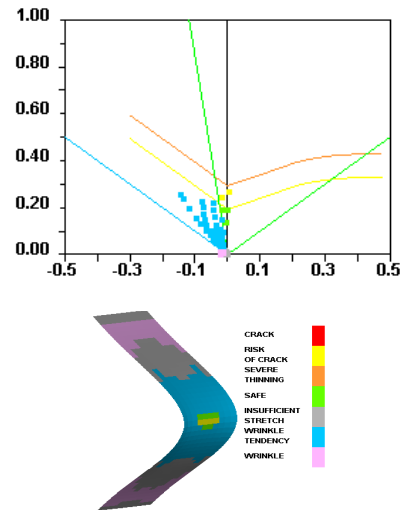 1.00
0.80
0.60
0.40
0.20
0.00
-0.5
-0.3
-0.1
0.1
0.3
0.5
CRACK
RISK
OF CRACK
SEVERE
THINNING
SAFE
INSUFFICIENT
STRETCH
WRINKLE
TENDENCY
WRINKLE